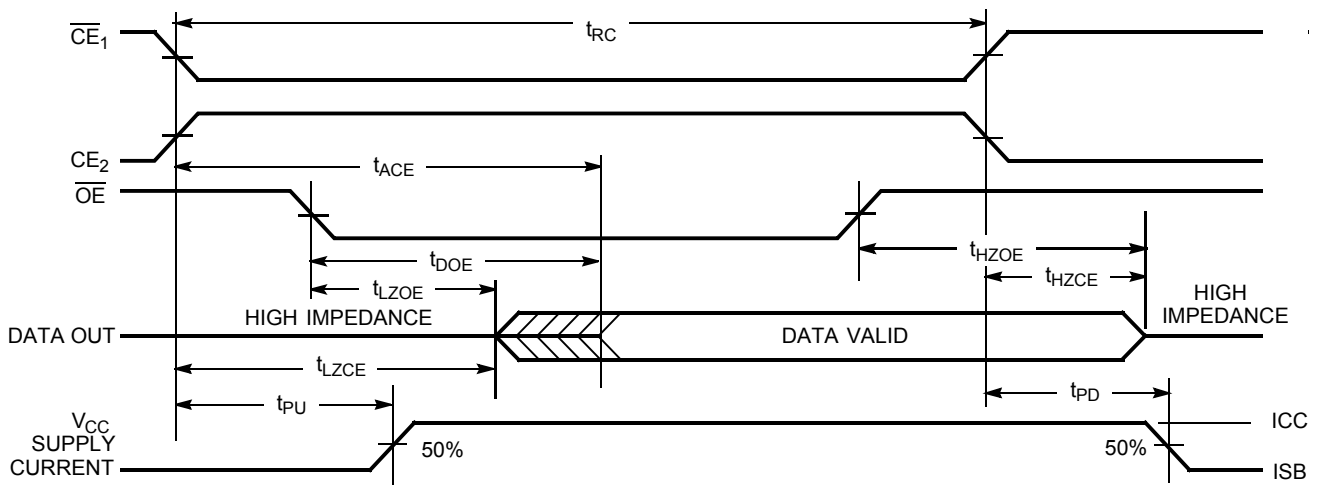 CE1
tRC
CE2
tACE
OE
tDOE
tHZOE
tLZOE
tHZCE
HIGH IMPEDANCE
HIGH
IMPEDANCE
DATA OUT
DATA VALID
tLZCE
tPU
tPD
VCC
SUPPLY
CURRENT
50%
50%
ICC
ISB